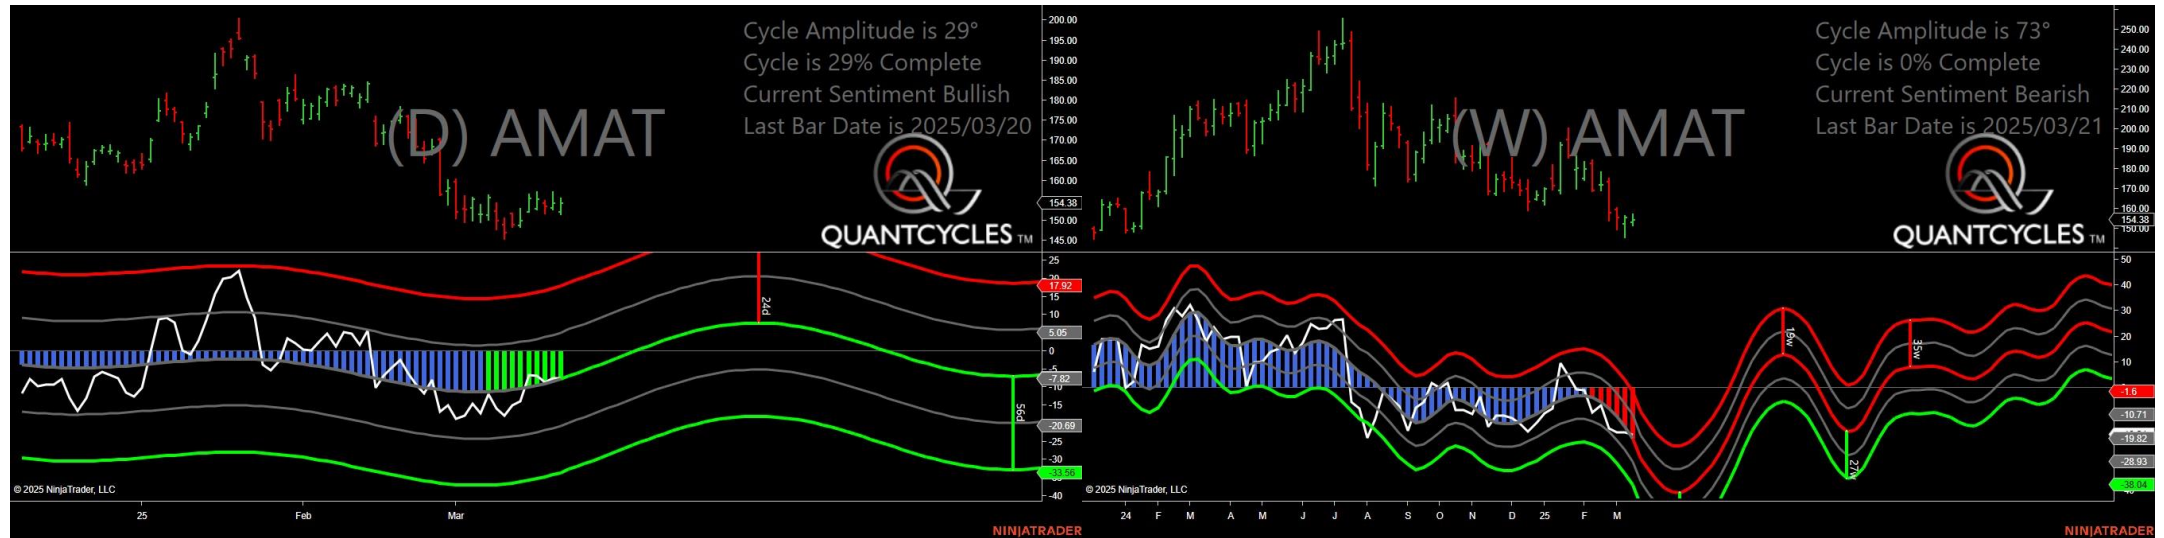 Cycle Amplitude is 29°
Cycle is 29% Complete
Current Sentiment Bullish
Last Bar Date is 2025/03/20
(D) AMAT
QUANTCYCLES TM
200.00
195.00
190.00
185.00
180.00
175.00
170.00
165.00
160.00
154.38
150.00
145.00
25
20
17.92
15
10
5.05
0
-5
-7.82
-10
-15
-20.69
-25
-30
-33.56
-40
24d
56d
© 2025 NinjaTrader, LLC
25 Feb Mar
NINJATRADER
Cycle Amplitude is 73°
Cycle is 0% Complete
Current Sentiment Bearish
Last Bar Date is 2025/03/21
(W) AMAT
QUANTCYCLES TM
250.00
240.00
230.00
220.00
210.00
200.00
190.00
180.00
170.00
160.00
154.38
150.00
50
40
30
20
10
-1.6
-10.71
-19.82
-28.93
-38.04
19w
35w
27w
© 2025 NinjaTrader, LLC
24 F M A M J J A S O N D 25 F M
NINJATRADER